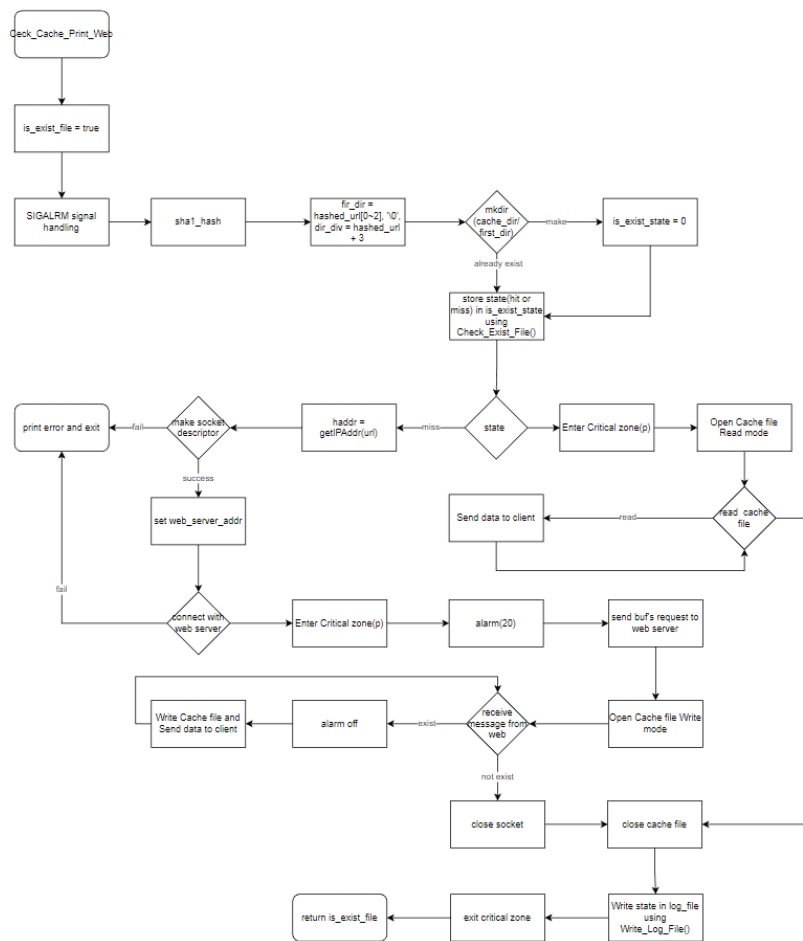 Ceck_Cache_Print_Web
is_exist_file = true
SIGALRM signal
handling
sha1_hash
fir_dir =
hashed_url[0~2], '\0',
dir_div = hashed_url
+ 3
mkdir
(cache_dir/
first_dir)
make
is_exist_state = 0
already exist
store state(hit or
miss) in is_exist_state
using
Check_Exist_File()
print error and exit
fail
make socket
descriptor
haddr =
getIPAddr(url)
miss
state
Enter Critical zone(p)
Open Cache file
Read mode
success
set web_server_addr
Send data to client
read
read cache
file
fail
connect with
web server
Enter Critical zone(p)
alarm(20)
send buf's request to
web server
Write Cache file and
Send data to client
alarm off
exist
receive
message from
web
Open Cache file Write
mode
not exist
close socket
close cache file
return is_exist_file
exit critical zone
Write state in log_file
using
Write_Log_File()